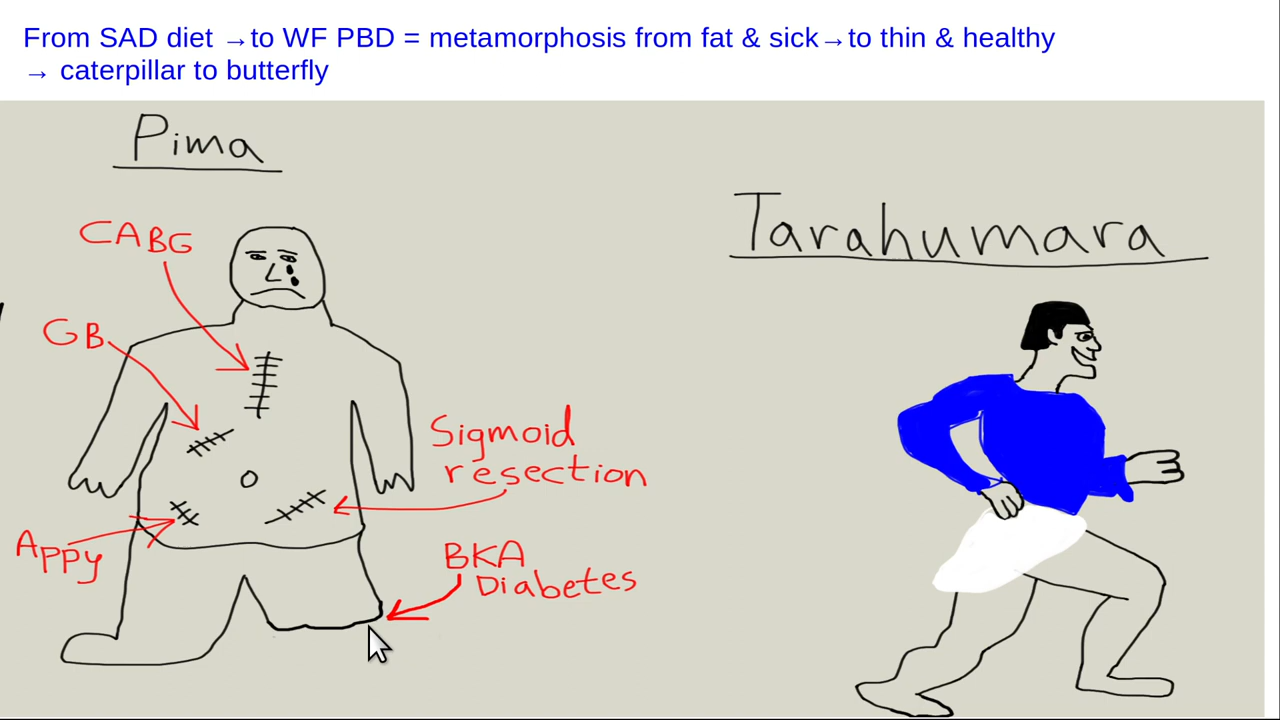 From SAD diet →to WF PBD = metamorphosis from fat & sick→to thin & healthy
→ caterpillar to butterfly
Pima
Tarahumara
CABG
GB
Sigmoid
resection
Appy
BKA
Diabetes